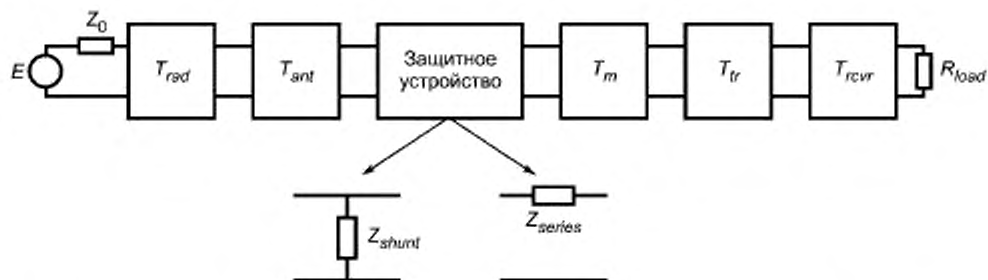 Z0
E
Trad
Tant
Защитное
устройство
Tm
Ttr
Trcvr
Rload
Zshunt
Zseries